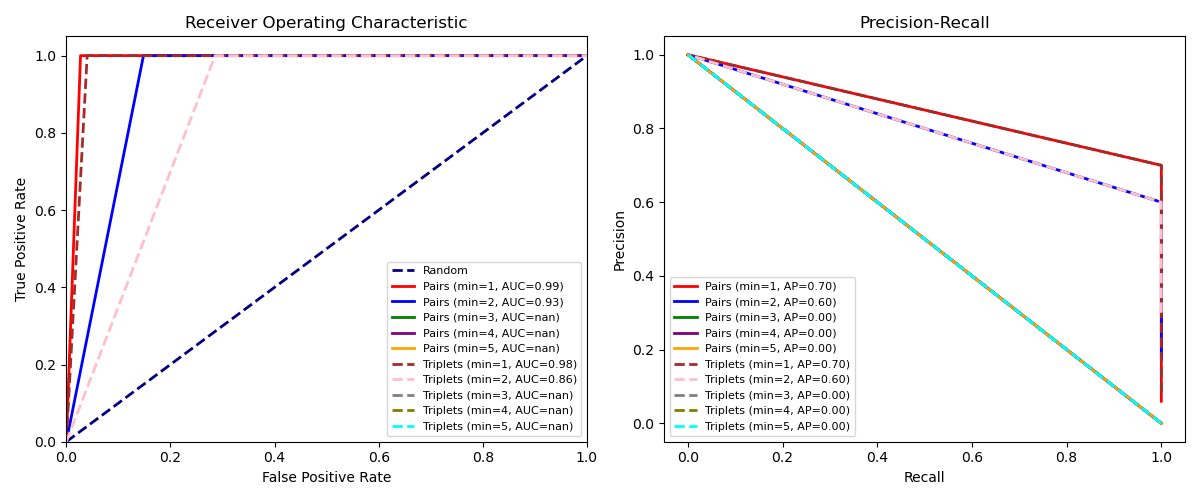 Receiver Operating Characteristic
1.0
0.8
0.6
0.4
0.2
0.0
True Positive Rate
0.0 0.2 0.4 0.6 0.8 1.0
False Positive Rate
Random
Pairs (min=1, AUC=0.99)
Pairs (min=2, AUC=0.93)
Pairs (min=3, AUC=nan)
Pairs (min=4, AUC=nan)
Pairs (min=5, AUC=nan)
Triplets (min=1, AUC=0.98)
Triplets (min=2, AUC=0.86)
Triplets (min=3, AUC=nan)
Triplets (min=4, AUC=nan)
Triplets (min=5, AUC=nan)
Precision-Recall
1.0
0.8
0.6
0.4
0.2
0.0
Precision
0.0 0.2 0.4 0.6 0.8 1.0
Recall
Pairs (min=1, AP=0.70)
Pairs (min=2, AP=0.60)
Pairs (min=3, AP=0.00)
Pairs (min=4, AP=0.00)
Pairs (min=5, AP=0.00)
Triplets (min=1, AP=0.70)
Triplets (min=2, AP=0.60)
Triplets (min=3, AP=0.00)
Triplets (min=4, AP=0.00)
Triplets (min=5, AP=0.00)